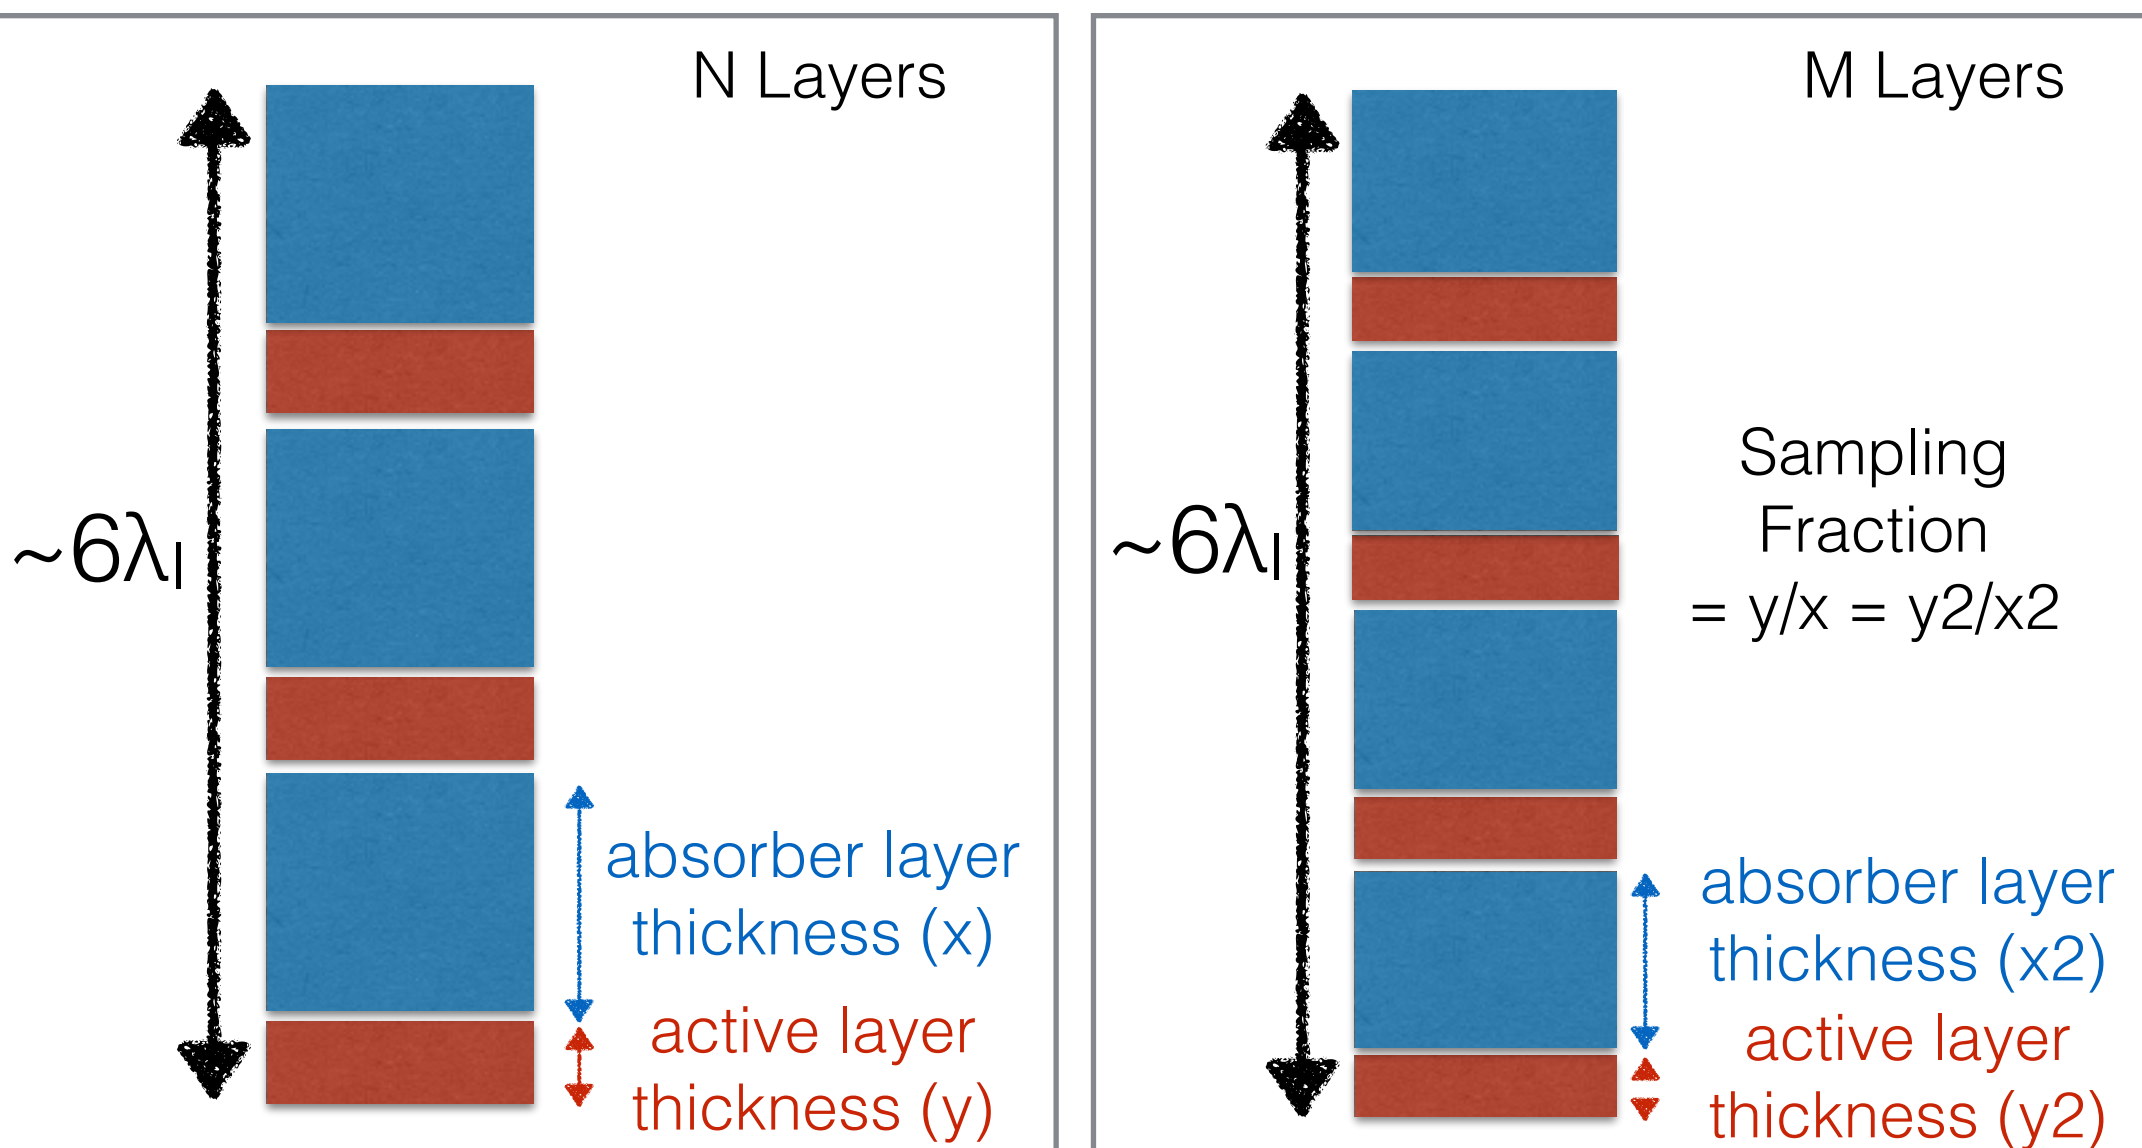 N Layers
~6λI
absorber layer
thickness (x)
active layer
thickness (y)
M Layers
~6λI
Sampling
Fraction
= y/x = y2/x2
absorber layer
thickness (x2)
active layer
thickness (y2)